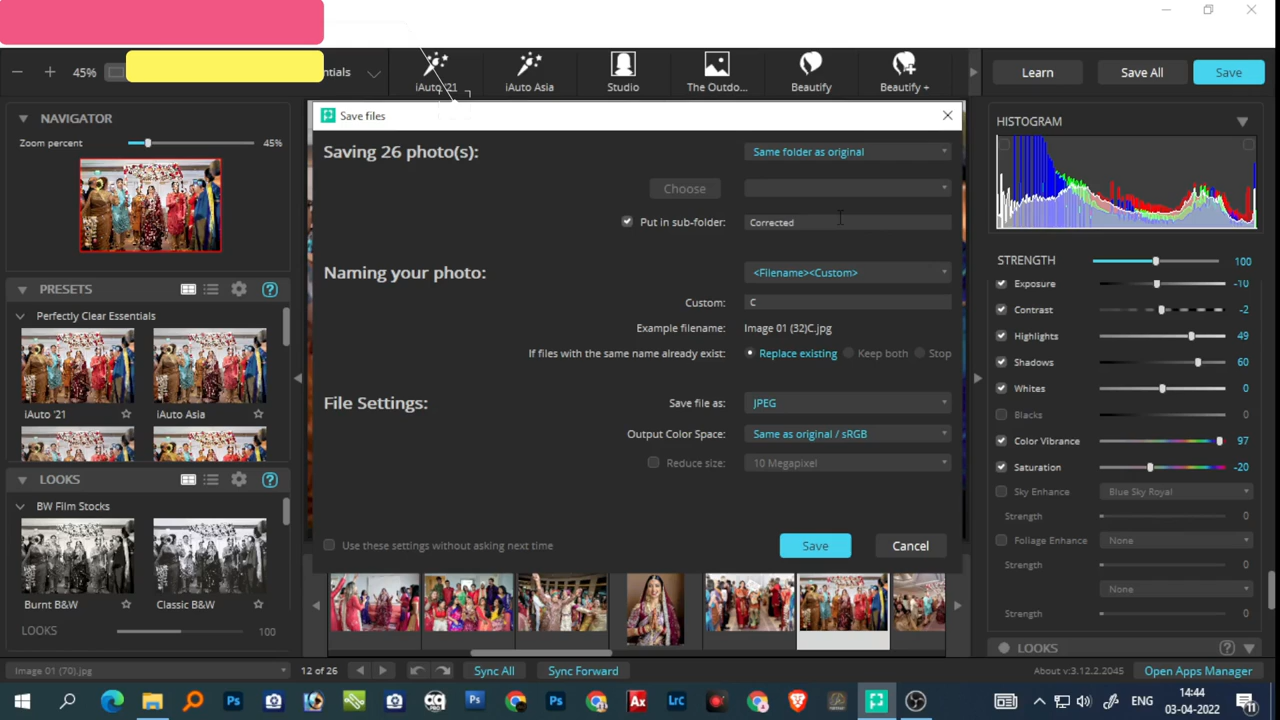 45%
ntials
iAuto '21
iAuto Asia
Studio
The Outdo...
Beautify
Beautify +
Learn
Save All
Save
NAVIGATOR
Zoom percent
45%
PRESETS
Perfectly Clear Essentials
iAuto '21
iAuto Asia
LOOKS
BW Film Stocks
Burnt B&W
Classic B&W
LOOKS
100
Save files
Saving 26 photo(s):
Same folder as original
Choose
Put in sub-folder:
Corrected
Naming your photo:
<Filename><Custom>
Custom:
C
Example filename:
Image 01 (32)C.jpg
If files with the same name already exist:
Replace existing
Keep both
Stop
File Settings:
Save file as:
JPEG
Output Color Space:
Same as original / sRGB
Reduce size:
10 Megapixel
Use these settings without asking next time
Save
Cancel
HISTOGRAM
STRENGTH
100
Exposure
-10
Contrast
-2
Highlights
49
Shadows
60
Whites
0
Blacks
0
Color Vibrance
97
Saturation
-20
Sky Enhance
Blue Sky Royal
Strength
0
Foliage Enhance
None
Strength
0
None
Strength
0
LOOKS
Image 01 (70).jpg
12 of 26
Sync All
Sync Forward
About v:3.12.2.2045
Open Apps Manager
Ps
PRO
Ps
Ps
Ax
Lrc
ENG
14:44
03-04-2022
11